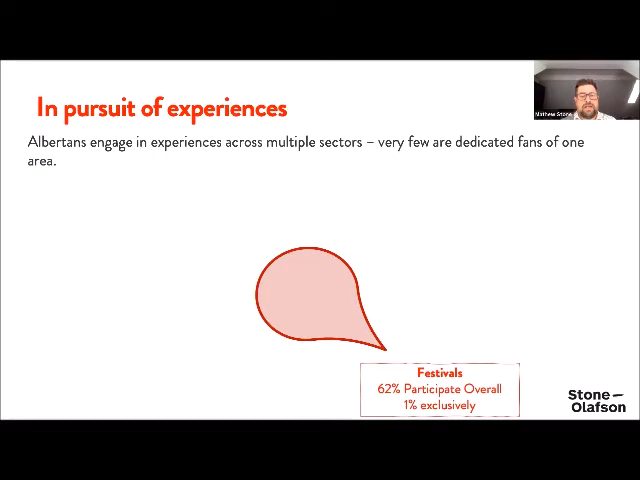 In pursuit of experiences
Mathew Stone
Albertans engage in experiences across multiple sectors – very few are dedicated fans of one
area.
Festivals
62% Participate Overall
1% exclusively
Stone –
Olafson